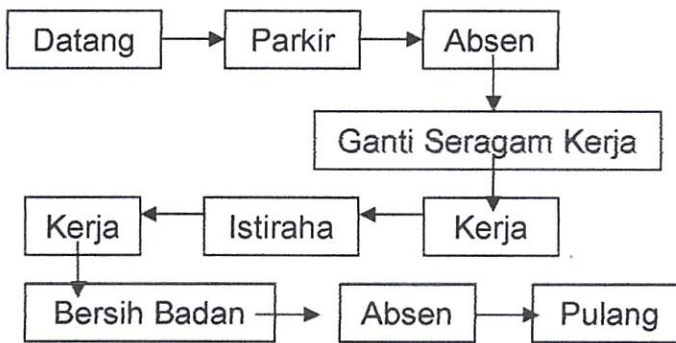 Datang Parkir Absen
Ganti Seragam Kerja
Kerja Istiraha Kerja
Bersih Badan Absen Pulang